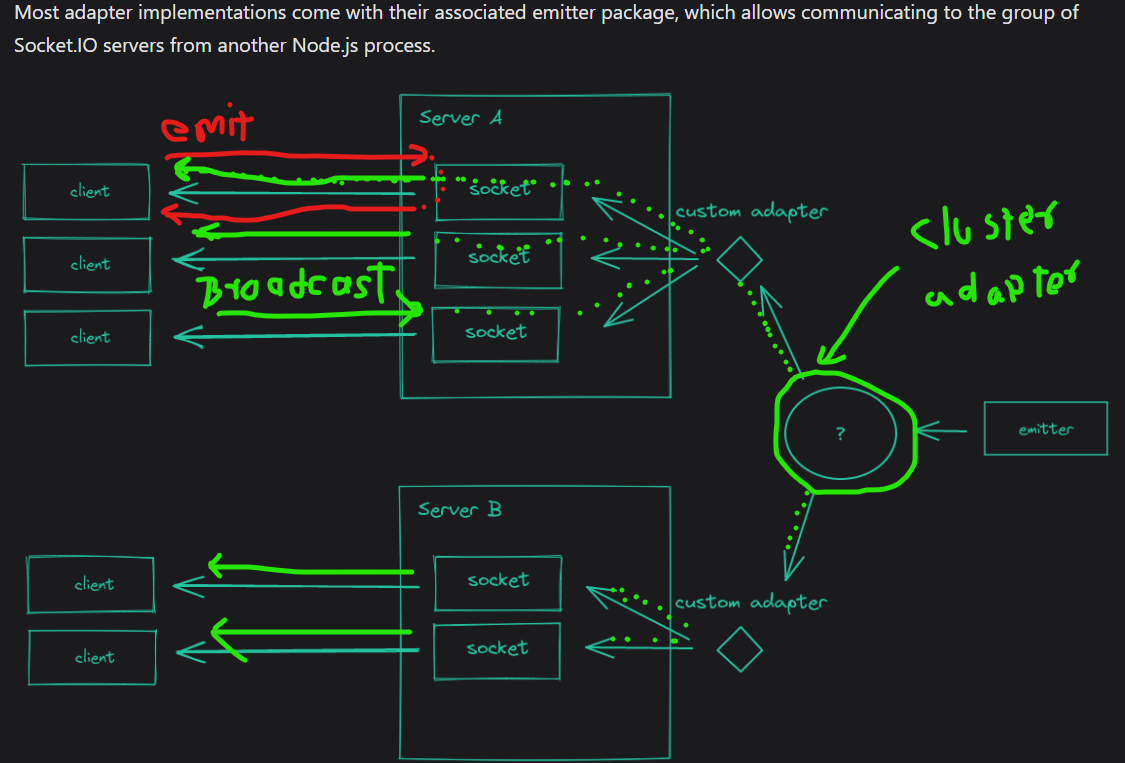 Most adapter implementations come with their associated emitter package, which allows communicating to the group of
Socket.IO servers from another Node.js process.
emit
Server A
client
socket
custom adapter
cluster
adapter
client
socket
Broadcast
client
socket
?
emitter
Server B
client
socket
custom adapter
client
socket